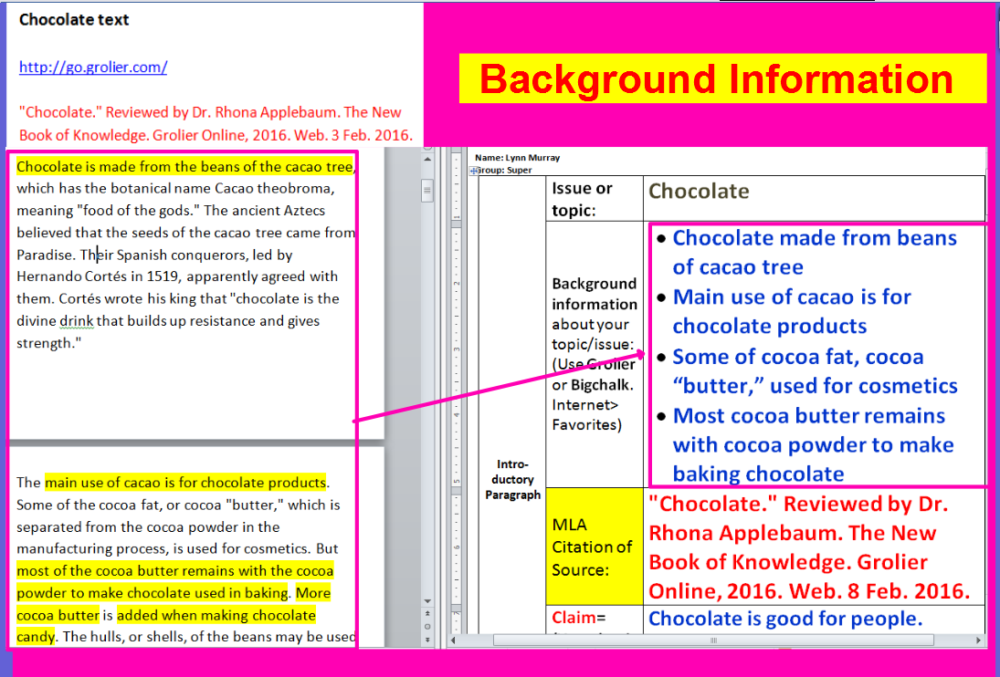 Chocolate text
http://go.grolier.com/
"Chocolate." Reviewed by Dr. Rhona Applebaum. The New
Book of Knowledge. Grolier Online, 2016. Web. 3 Feb. 2016.
Background Information
Chocolate is made from the beans of the cacao tree,
which has the botanical name Cacao theobroma,
meaning "food of the gods." The ancient Aztecs
believed that the seeds of the cacao tree came from
Paradise. Their Spanish conquerors, led by
Hernando Cortés in 1519, apparently agreed with
them. Cortés wrote his king that "chocolate is the
divine drink that builds up resistance and gives
strength."
The main use of cacao is for chocolate products.
Some of the cocoa fat, or cocoa "butter," which is
separated from the cocoa powder in the
manufacturing process, is used for cosmetics. But
most of the cocoa butter remains with the cocoa
powder to make chocolate used in baking. More
cocoa butter is added when making chocolate
candy. The hulls, or shells, of the beans may be used
Name: Lynn Murray
Group: Super
Intro-
ductory
Paragraph
Issue or
topic:
Chocolate
Background
information
about your
topic/issue:
(Use Grolier
or Bigchalk.
Internet>
Favorites)
• Chocolate made from beans
of cacao tree
• Main use of cacao is for
chocolate products
• Some of cocoa fat, cocoa
“butter,” used for cosmetics
• Most cocoa butter remains
with cocoa powder to make
baking chocolate
MLA
Citation of
Source:
"Chocolate." Reviewed by Dr.
Rhona Applebaum. The New
Book of Knowledge. Grolier
Online, 2016. Web. 8 Feb. 2016.
Claim=
Chocolate is good for people.